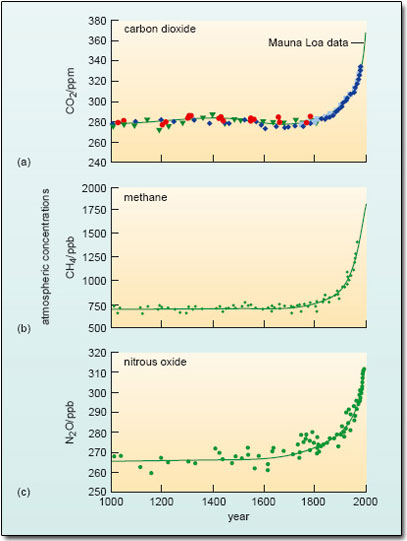 380
carbon dioxide
360
Mauna Loa data
340
320
300
280
260
240
CO2/ppm
(a)
2000
methane
1750
1500
1250
1000
750
500
CH4/ppb
atmospheric concentrations
(b)
320
nitrous oxide
310
300
290
280
270
260
250
N2O/ppb
(c)
1000 1200 1400 1600 1800 2000
year